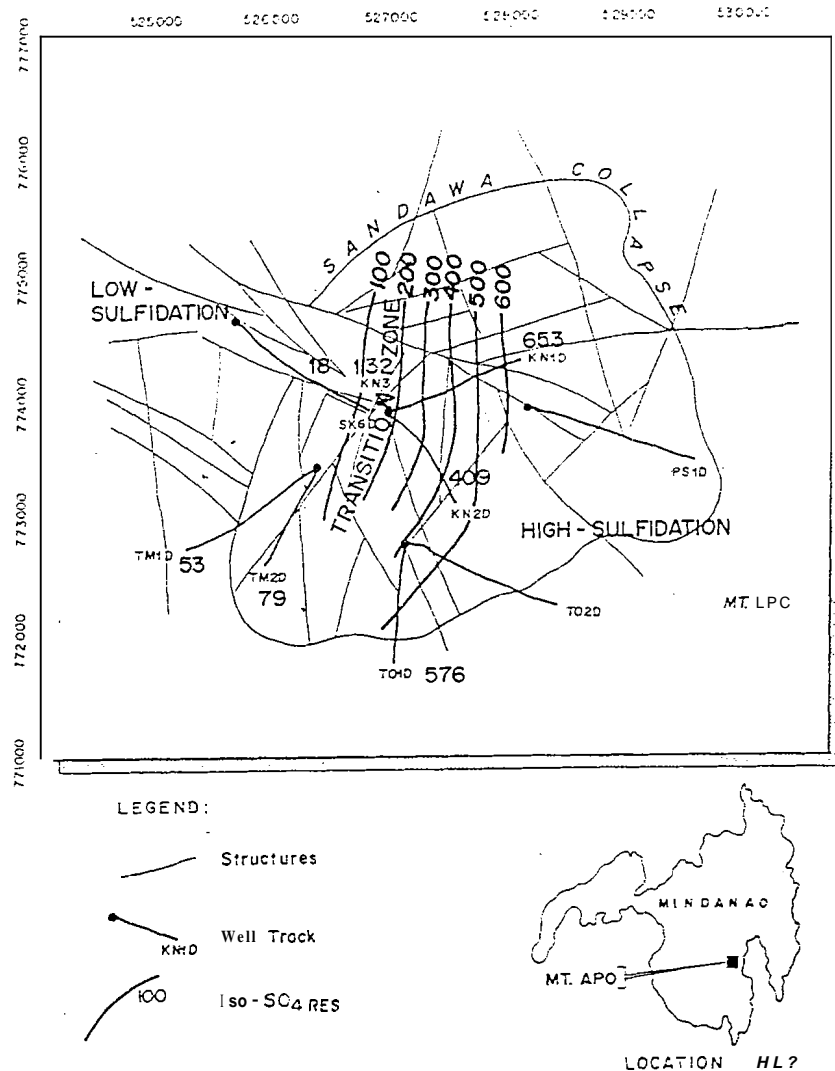 525000 526000 527000 528000 529000 530000
777000
776000
775000
774000
773000
772000
771000
SANDAWA COLLAPSE
LOW-
SULFIDATION
100
200
300
400
500
600
TRANSITION ZONE
18
132
KN3
653
KN1D
SK6D
409
KN2D
PS1D
HIGH-SULFIDATION
TM1D 53
TM2D
79
TO2D
MT. LPC
TO1D 576
LEGEND:
Structures
KN1D
Well Track
100
Iso-SO4 RES
MINDANAO
MT. APO
LOCATION HL?